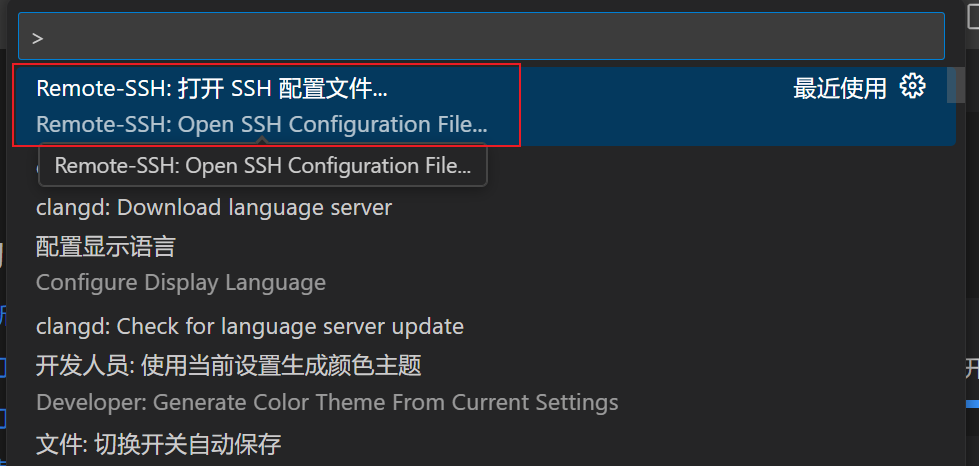 >
Remote-SSH: 打开 SSH 配置文件...
最近使用
Remote-SSH: Open SSH Configuration File...
Remote-SSH: Open SSH Configuration File...
clangd: Download language server
配置显示语言
Configure Display Language
clangd: Check for language server update
开发人员: 使用当前设置生成颜色主题
Developer: Generate Color Theme From Current Settings
文件: 切换开关自动保存